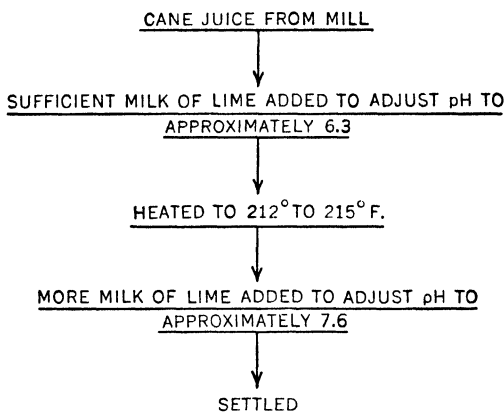 CANE JUICE FROM MILL
SUFFICIENT MILK OF LIME ADDED TO ADJUST pH TO
APPROXIMATELY 6.3
HEATED TO 212° TO 215° F.
MORE MILK OF LIME ADDED TO ADJUST pH TO
APPROXIMATELY 7.6
SETTLED